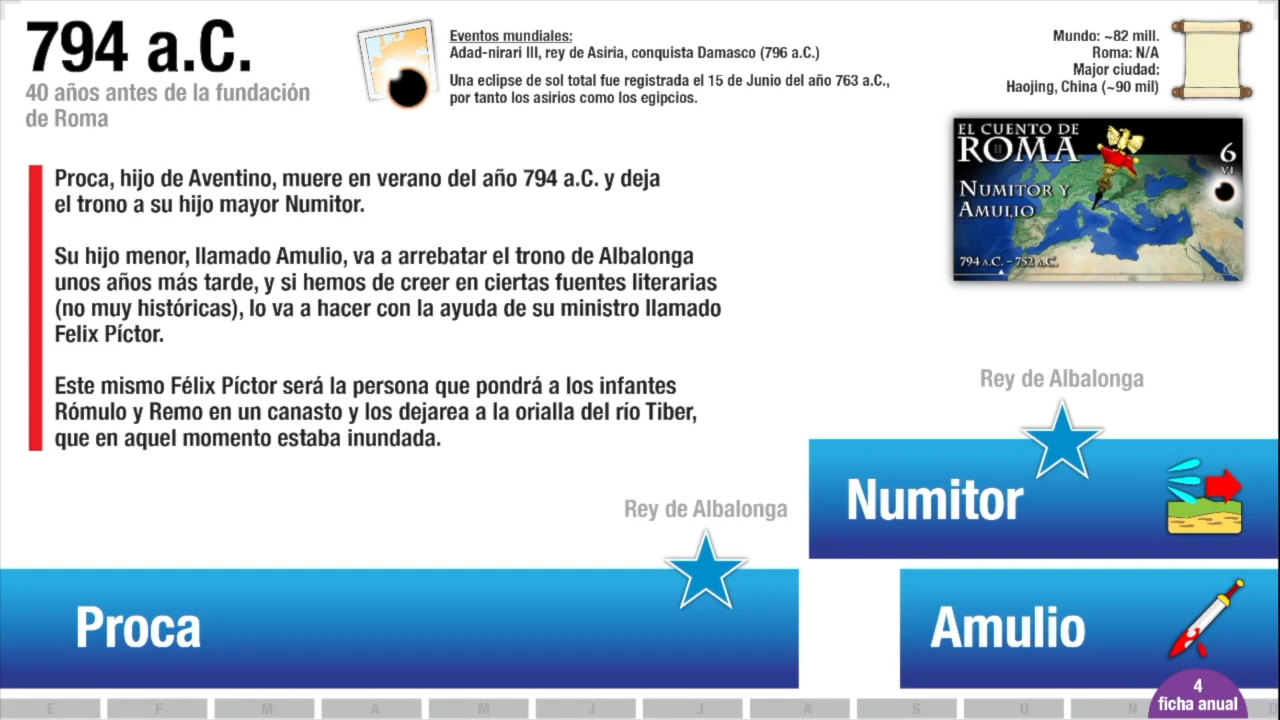 794 a.C.
40 años antes de la fundación
de Roma
Eventos mundiales:
Adad-nirari III, rey de Asiria, conquista Damasco (796 a.C.)
Una eclipse de sol total fue registrada el 15 de Junio del año 763 a.C.,
por tanto los asirios como los egipcios.
Mundo: ~82 mill.
Roma: N/A
Major ciudad:
Haojing, China (~90 mil)
EL CUENTO DE
ROMA
6
VI
NUMITOR Y
AMULIO
794 A.C. - 752 A.C.
Proca, hijo de Aventino, muere en verano del año 794 a.C. y deja
el trono a su hijo mayor Numitor.
Su hijo menor, llamado Amulio, va a arrebatar el trono de Albalonga
unos años más tarde, y si hemos de creer en ciertas fuentes literarias
(no muy históricas), lo va a hacer con la ayuda de su ministro llamado
Felix Píctor.
Este mismo Félix Píctor será la persona que pondrá a los infantes
Rómulo y Remo en un canasto y los dejarea a la orialla del río Tiber,
que en aquel momento estaba inundada.
Rey de Albalonga
Numitor
Rey de Albalonga
Proca
Amulio
E F M A M J J A S O N D
4
ficha anual